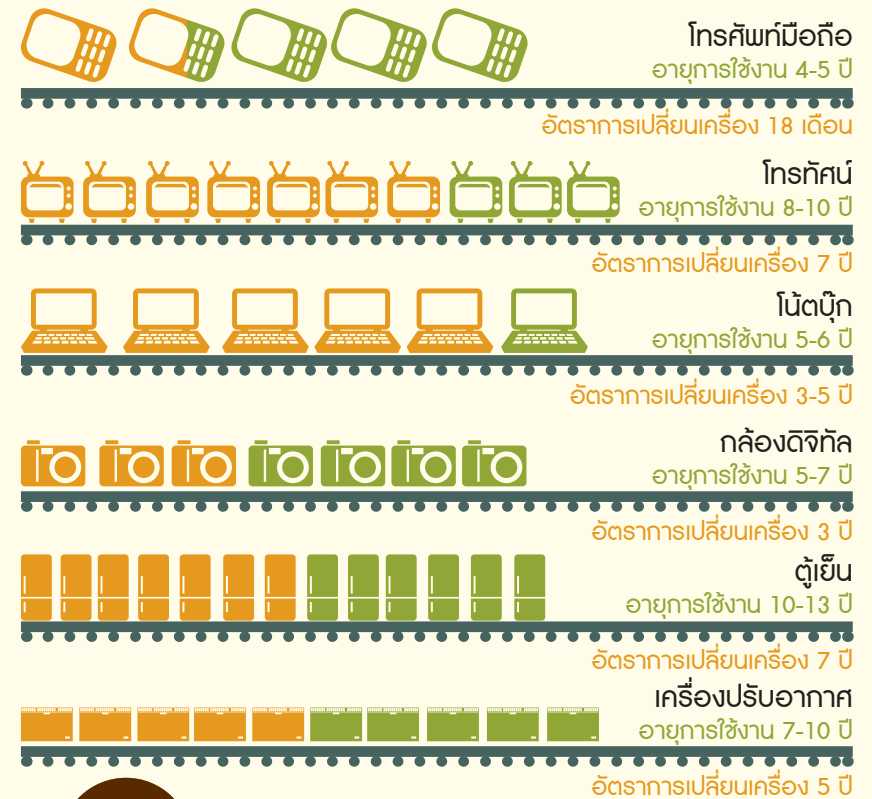 โทรศัพท์มือถือ
อายุการใช้งาน 4-5 ปี
อัตราการเปลี่ยนเครื่อง 18 เดือน
โทรทัศน์
อายุการใช้งาน 8-10 ปี
อัตราการเปลี่ยนเครื่อง 7 ปี
โน้ตบุ๊ก
อายุการใช้งาน 5-6 ปี
อัตราการเปลี่ยนเครื่อง 3-5 ปี
กล้องดิจิทัล
อายุการใช้งาน 5-7 ปี
อัตราการเปลี่ยนเครื่อง 3 ปี
ตู้เย็น
อายุการใช้งาน 10-13 ปี
อัตราการเปลี่ยนเครื่อง 7 ปี
เครื่องปรับอากาศ
อายุการใช้งาน 7-10 ปี
อัตราการเปลี่ยนเครื่อง 5 ปี